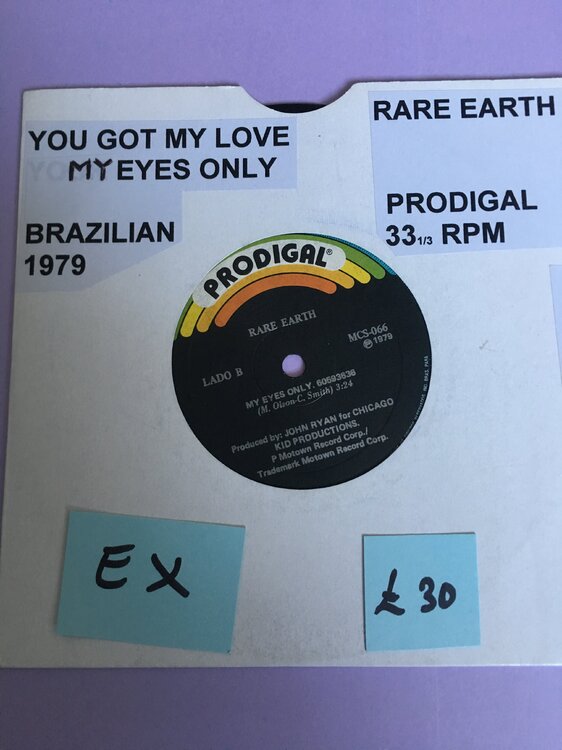 YOU GOT MY LOVE
MY EYES ONLY
BRAZILIAN
1979
RARE EARTH
PRODIGAL
33 1/3 RPM
PRODIGAL®
RARE EARTH
MCS-066
℗ 1979
LADO B
MY EYES ONLY. 60593636
(M. Olson-C. Smith) 3:24
Produced by: JOHN RYAN for CHICAGO
KID PRODUCTIONS.
P Motown Record Corp./
Trademark Motown Record Corp.
EX
£30